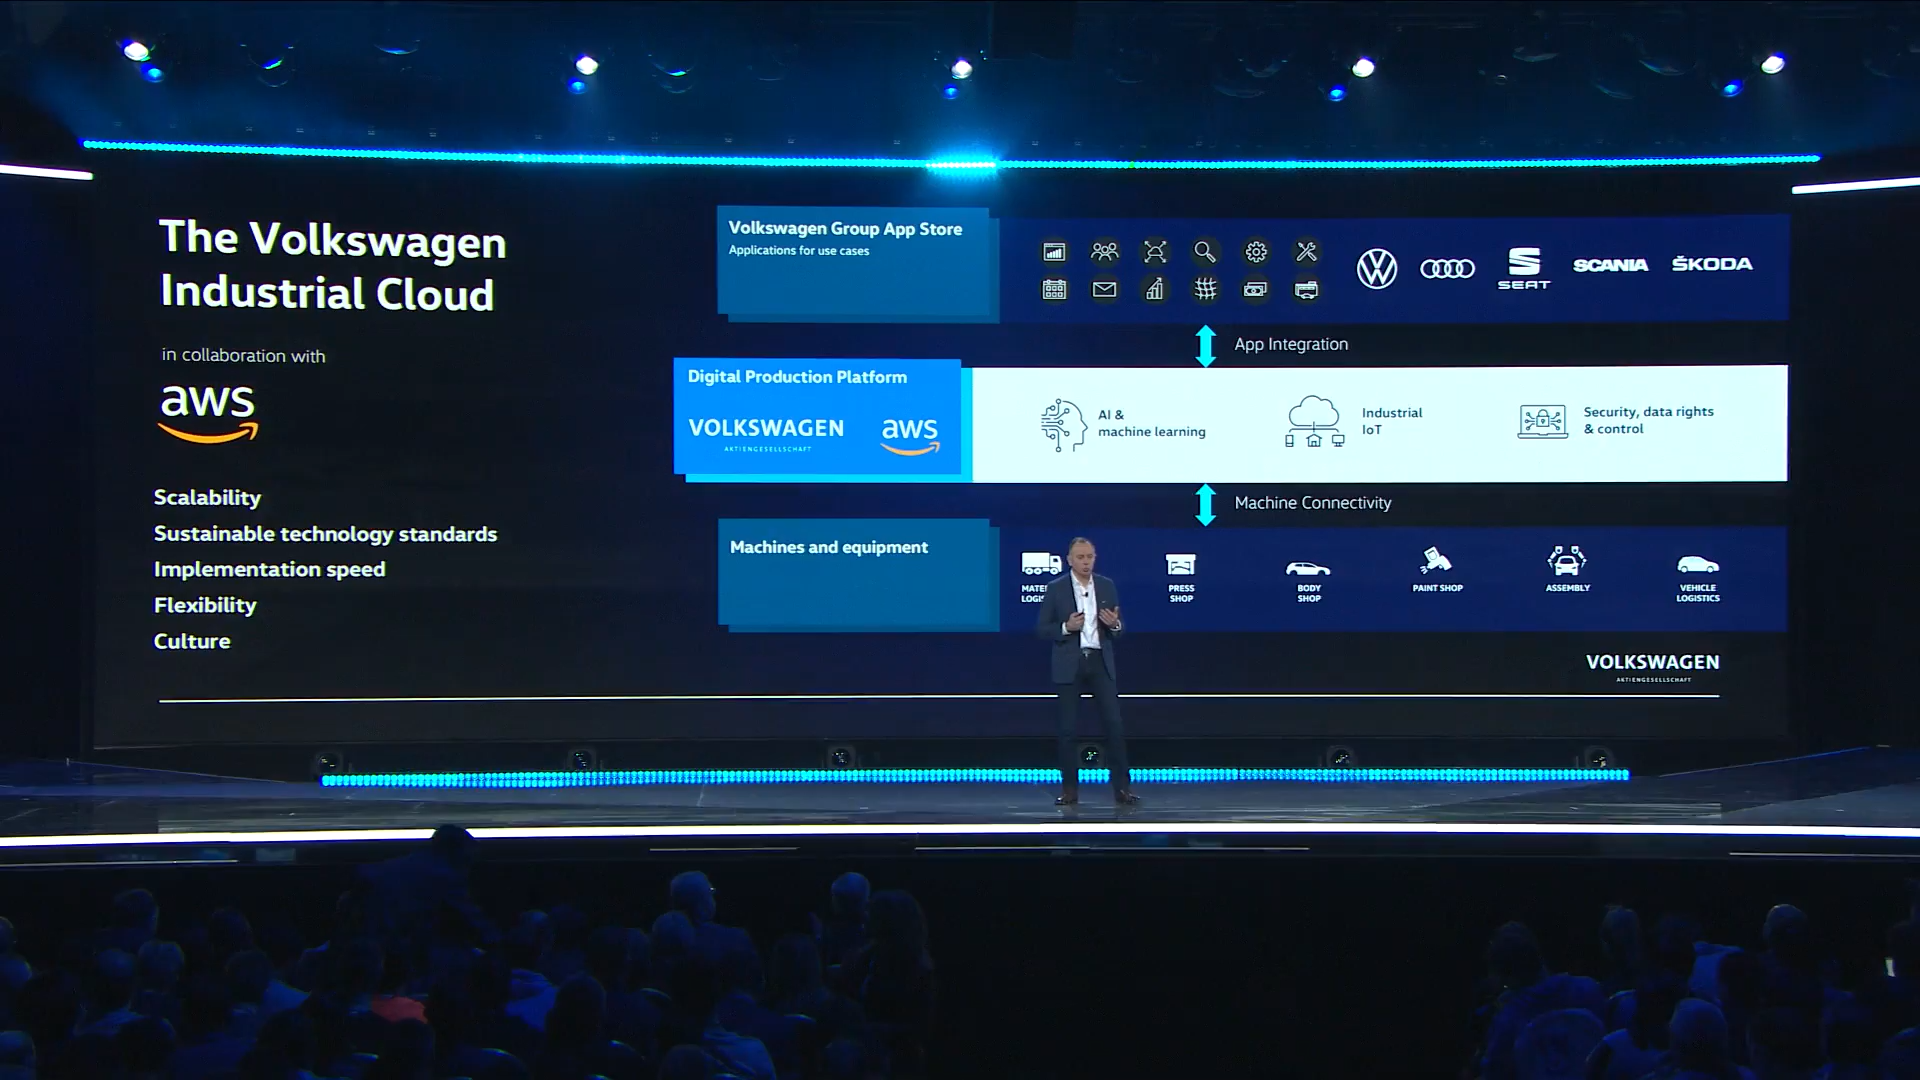 The Volkswagen
Industrial Cloud
in collaboration with
aws
Scalability
Sustainable technology standards
Implementation speed
Flexibility
Culture
Volkswagen Group App Store
Applications for use cases
SEAT
SCANIA
ŠKODA
App Integration
Digital Production Platform
VOLKSWAGEN
AKTIENGESELLSCHAFT
aws
AI &
machine learning
Industrial
IoT
Security, data rights
& control
Machine Connectivity
Machines and equipment
PRESS
SHOP
BODY
SHOP
PAINT SHOP
ASSEMBLY
VEHICLE
LOGISTICS
VOLKSWAGEN
AKTIENGESELLSCHAFT